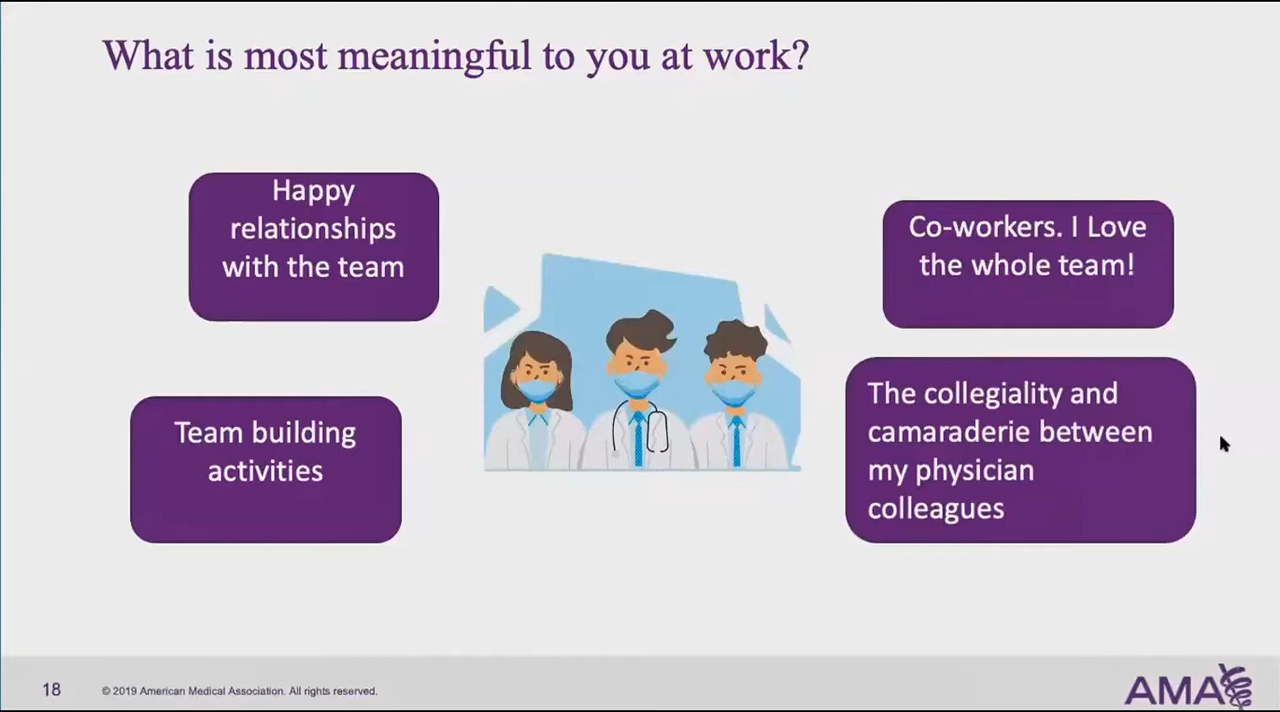 What is most meaningful to you at work?
Happy
relationships
with the team
Co-workers. I Love
the whole team!
Team building
activities
The collegiality and
camaraderie between
my physician
colleagues
18
© 2019 American Medical Association. All rights reserved.
AMA